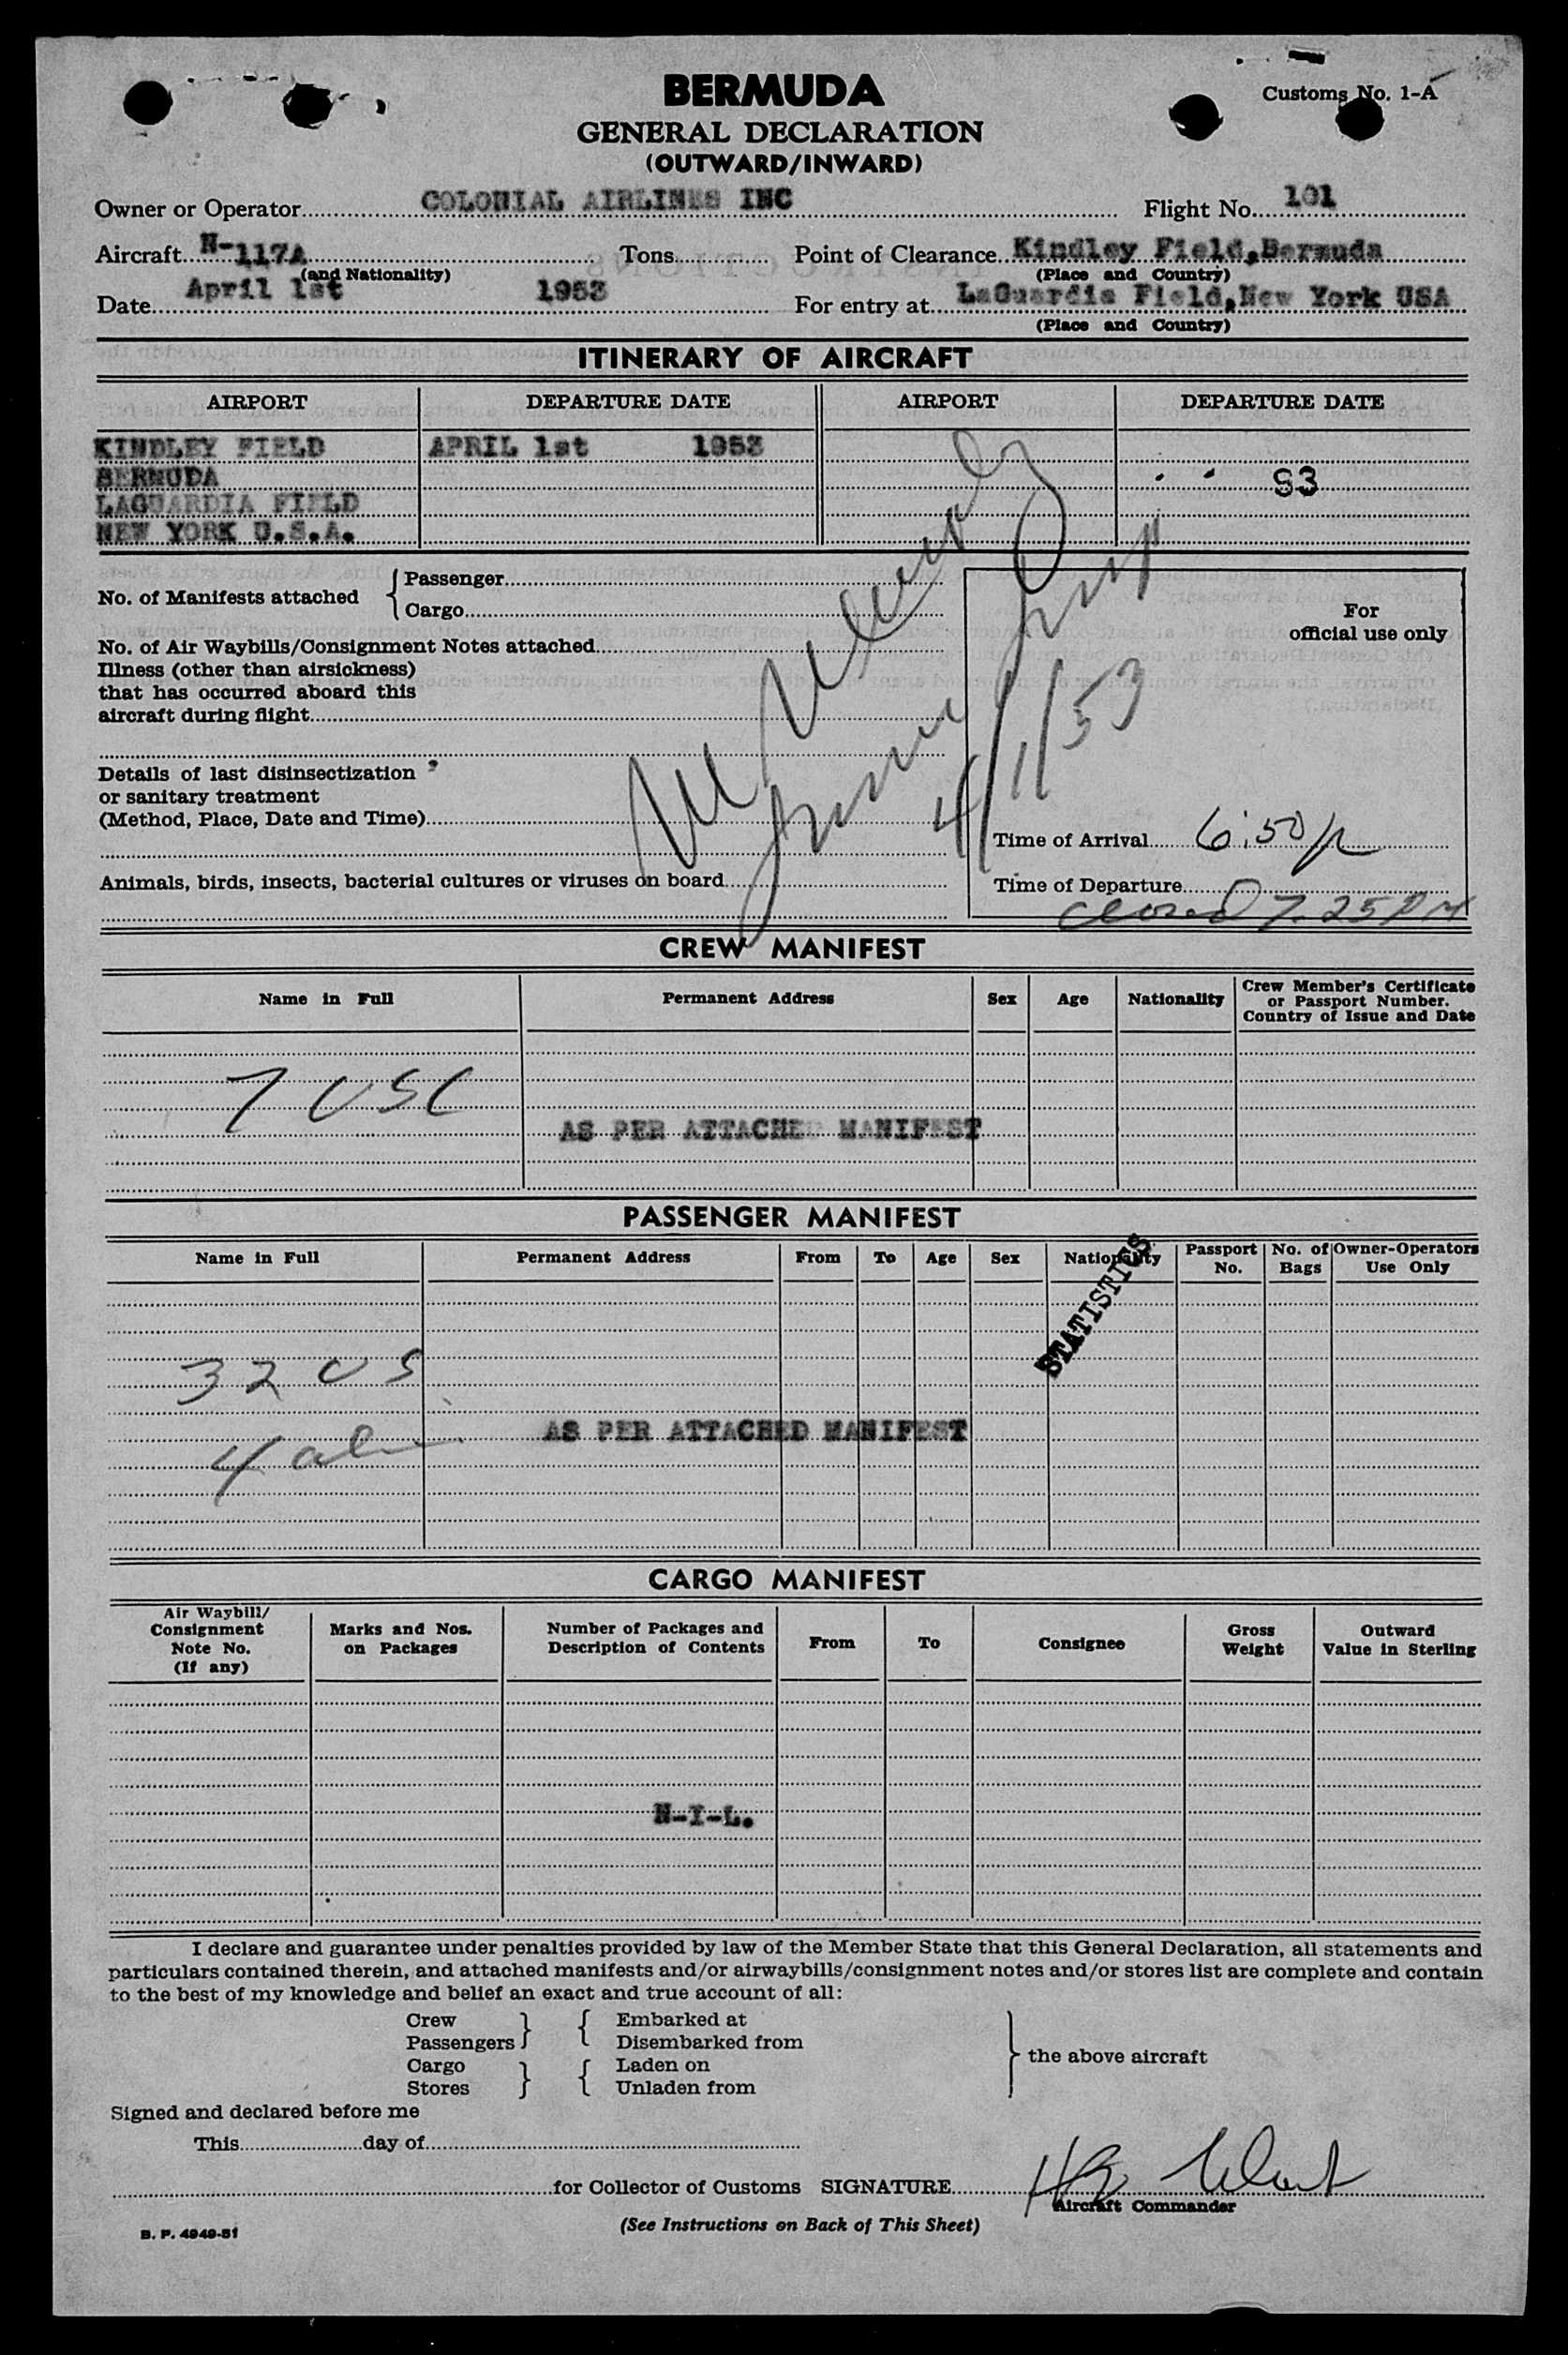 BERMUDA
Customs No. 1-A
GENERAL DECLARATION
(OUTWARD/INWARD)
Owner or Operator COLONIAL AIRLINES INC Flight No. 101
Aircraft N-117A Tons Point of Clearance Kindley Field, Bermuda
(and Nationality) (Place and Country)
Date April 1st 1953 For entry at LaGuardia Field, New York USA
(Place and Country)
ITINERARY OF AIRCRAFT
AIRPORT DEPARTURE DATE AIRPORT DEPARTURE DATE
KINDLEY FIELD APRIL 1st 1953
BERMUDA S3
LAGUARDIA FIELD
NEW YORK U.S.A.
No. of Manifests attached { Passenger
Cargo
For
official use only
No. of Air Waybills/Consignment Notes attached
Illness (other than airsickness)
that has occurred aboard this
aircraft during flight
4/1/53
Details of last disinsectization
or sanitary treatment
(Method, Place, Date and Time)
Time of Arrival 6:50 p
Animals, birds, insects, bacterial cultures or viruses on board
Time of Departure
7.25 PM
CREW MANIFEST
Name in Full Permanent Address Sex Age Nationality Crew Member's Certificate
or Passport Number.
Country of Issue and Date
7 USC
AS PER ATTACHED MANIFEST
PASSENGER MANIFEST
Name in Full Permanent Address From To Age Sex Nationality Passport No. No. of Bags Owner-Operators Use Only
STATISTICS
32 US
4
AS PER ATTACHED MANIFEST
CARGO MANIFEST
Air Waybill/ Consignment Note No. (If any) Marks and Nos. on Packages Number of Packages and Description of Contents From To Consignee Gross Weight Outward Value in Sterling
N-I-L.
I declare and guarantee under penalties provided by law of the Member State that this General Declaration, all statements and
particulars contained therein, and attached manifests and/or airwaybills/consignment notes and/or stores list are complete and contain
to the best of my knowledge and belief an exact and true account of all:
Crew } { Embarked at
Passengers Disembarked from
} the above aircraft
Cargo } { Laden on
Stores Unladen from
Signed and declared before me
This day of
for Collector of Customs SIGNATURE
Aircraft Commander
B. P. 4949-51
(See Instructions on Back of This Sheet)